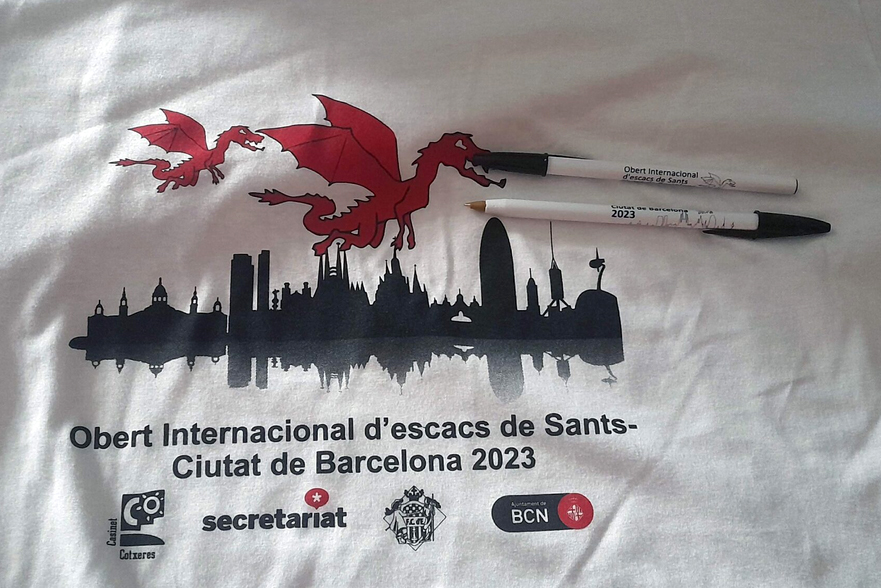 Obert Internacional
d'escacs de Sants
Ciutat de Barcelona
2023
Obert Internacional d'escacs de Sants-
Ciutat de Barcelona 2023
Casinet
Cotxeres
secretariat
Ajuntament de
BCN